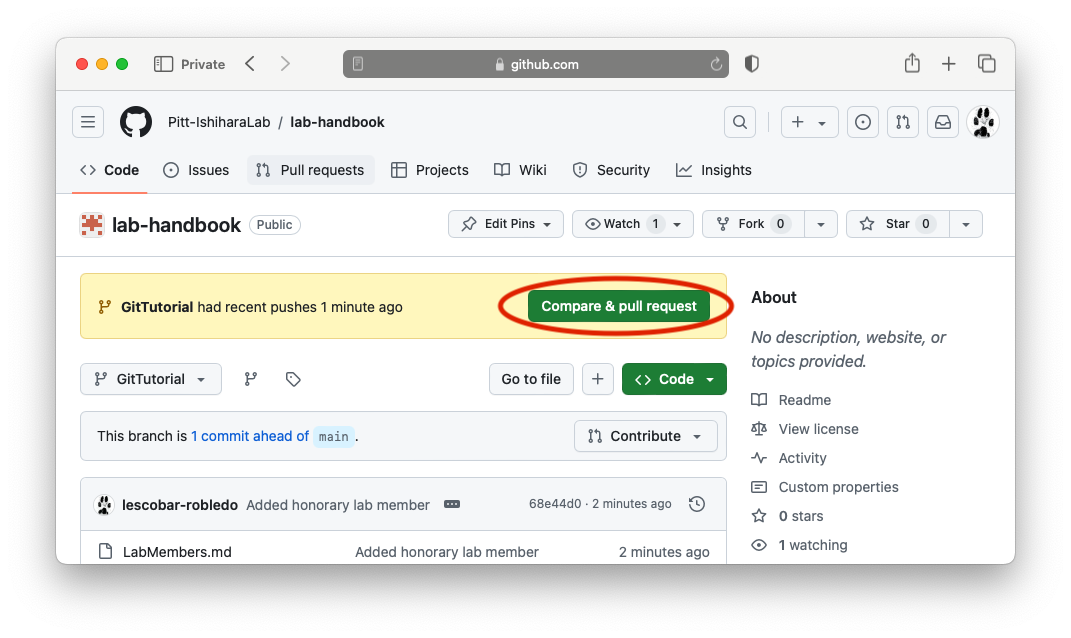 Private
github.com
Pitt-IshiharaLab / lab-handbook
Code Issues Pull requests Projects Wiki Security Insights
lab-handbook Public Edit Pins Watch 1 Fork 0 Star 0
GitTutorial had recent pushes 1 minute ago Compare & pull request
GitTutorial Go to file Code
This branch is 1 commit ahead of main. Contribute
lescobar-robledo Added honorary lab member 68e44d0 · 2 minutes ago
LabMembers.md Added honorary lab member 2 minutes ago
About
No description, website, or
topics provided.
Readme
View license
Activity
Custom properties
0 stars
1 watching